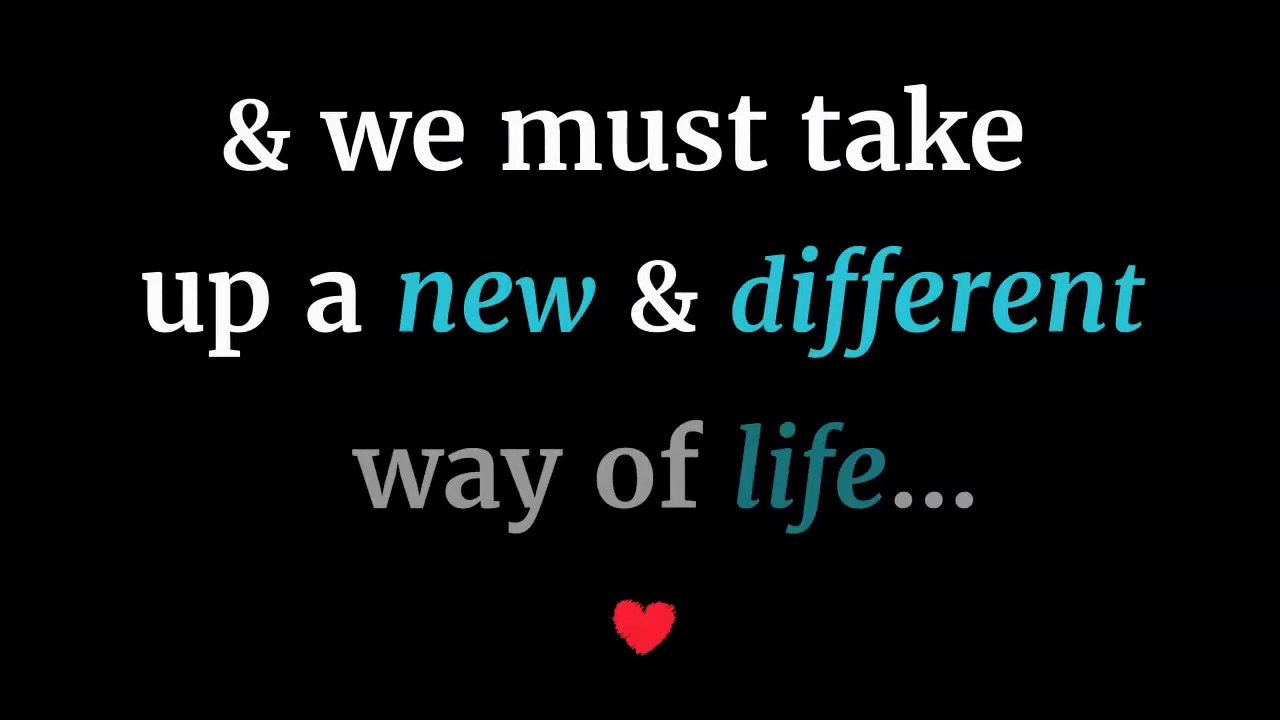 & we must take
up a new & different
way of life...